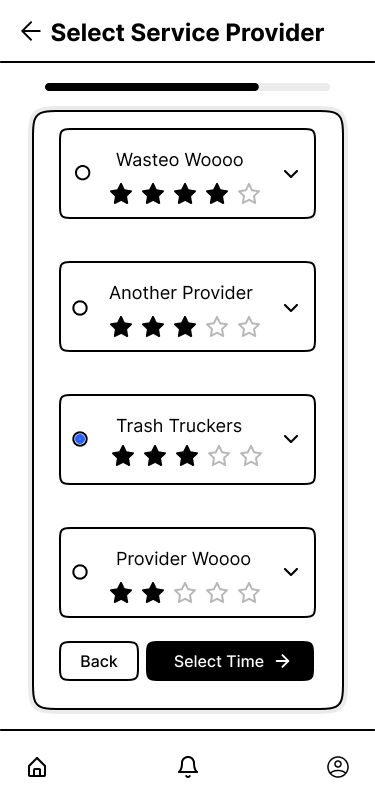 Select Service Provider
Wasteo Woooo
Another Provider
Trash Truckers
Provider Woooo
Back
Select Time